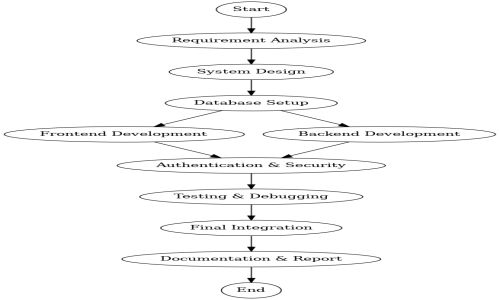 Start
Requirement Analysis
System Design
Database Setup
Frontend Development
Backend Development
Authentication & Security
Testing & Debugging
Final Integration
Documentation & Report
End